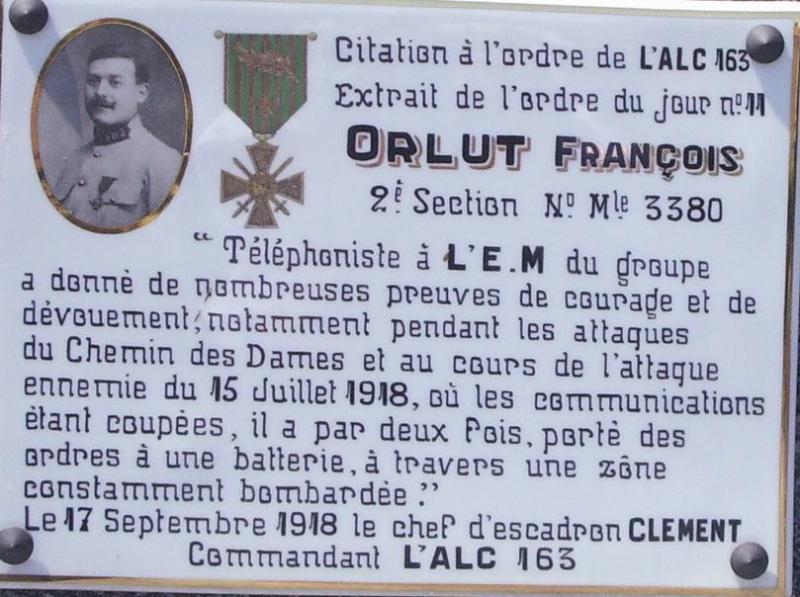 Citation à l'ordre de L'ALC 163
Extrait de l'ordre du jour nº 11
ORLUT FRANÇOIS
2è Section Nº Mle 3380
“ Téléphoniste à L'E.M du groupe
a donné de nombreuses preuves de courage et de
dévouement, notamment pendant les attaques
du Chemin des Dames et au cours de l'attaque
ennemie du 15 Juillet 1918, où les communications
étant coupées, il a par deux fois, porté des
ordres à une batterie, à travers une zône
constamment bombardée.”
Le 17 Septembre 1918 le chef d'escadron CLEMENT
Commandant L'ALC 163